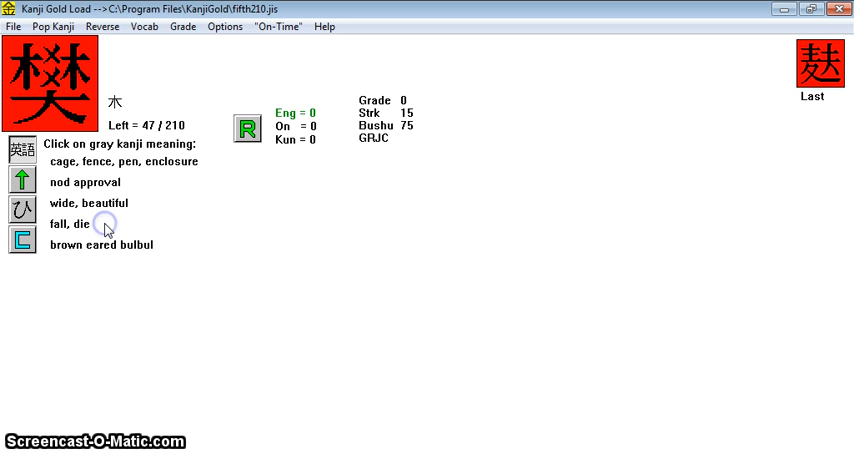 金 Kanji Gold Load -->C:\Program Files\KanjiGold\fifth210.jis
File Pop Kanji Reverse Vocab Grade Options "On-Time" Help
樊
木
Left = 47 / 210
R
Eng = 0
On = 0
Kun = 0
Grade 0
Strk 15
Bushu 75
GRJC
麸
Last
英語 Click on gray kanji meaning:
cage, fence, pen, enclosure
nod approval
ひ wide, beautiful
fall, die
brown eared bulbul
Screencast-O-Matic.com